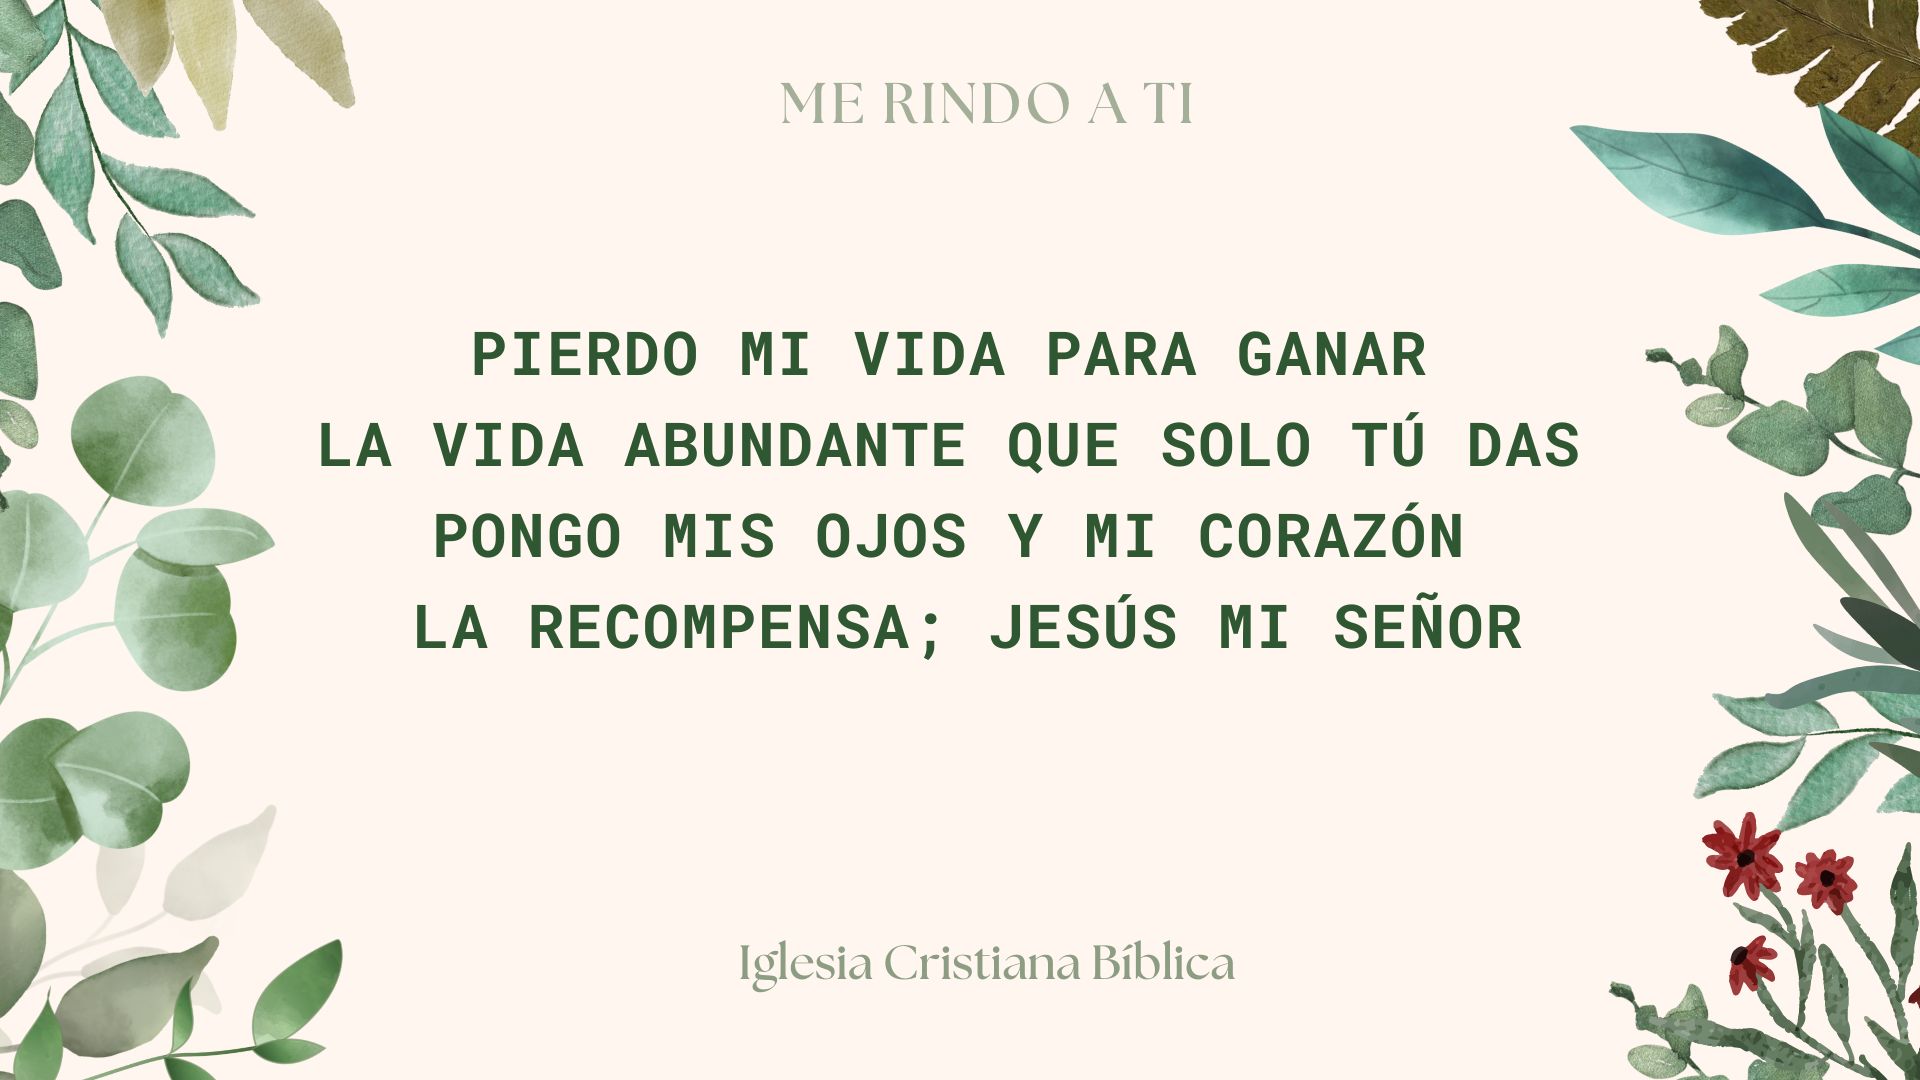 ME RINDO A TI
PIERDO MI VIDA PARA GANAR
LA VIDA ABUNDANTE QUE SOLO TÚ DAS
PONGO MIS OJOS Y MI CORAZÓN
LA RECOMPENSA; JESÚS MI SEÑOR
Iglesia Cristiana Bíblica